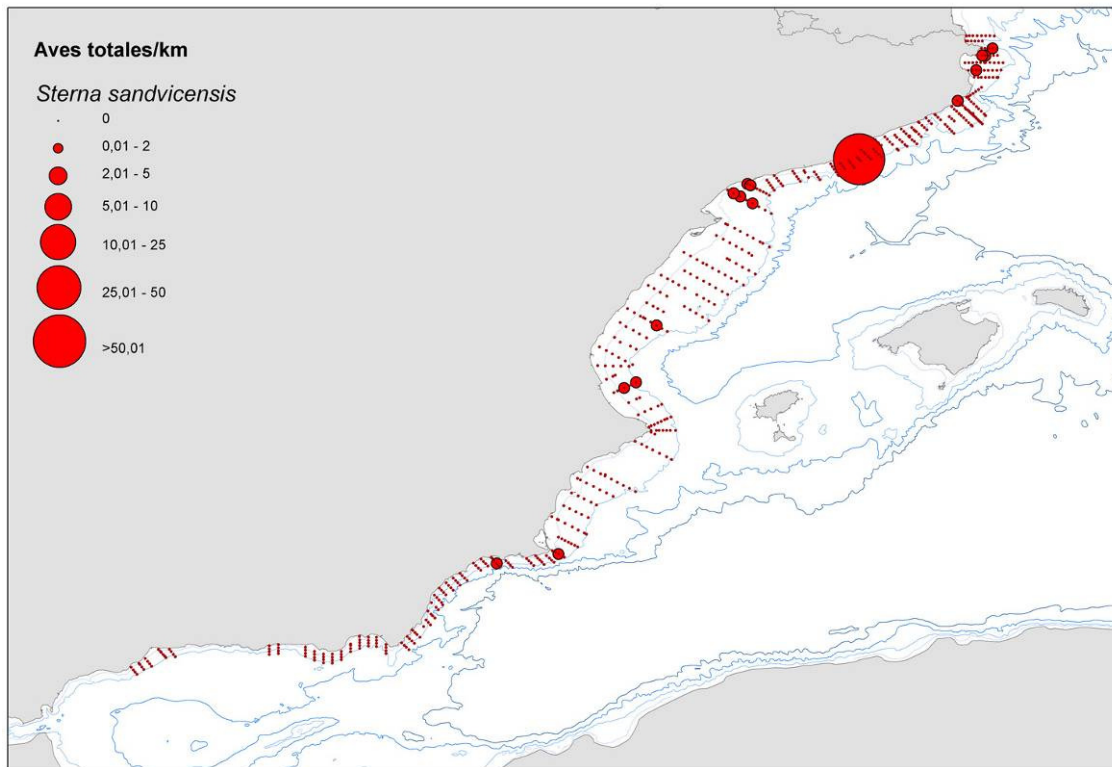 Aves totales/km
Sterna sandvicensis
0
0,01 - 2
2,01 - 5
5,01 - 10
10,01 - 25
25,01 - 50
>50,01